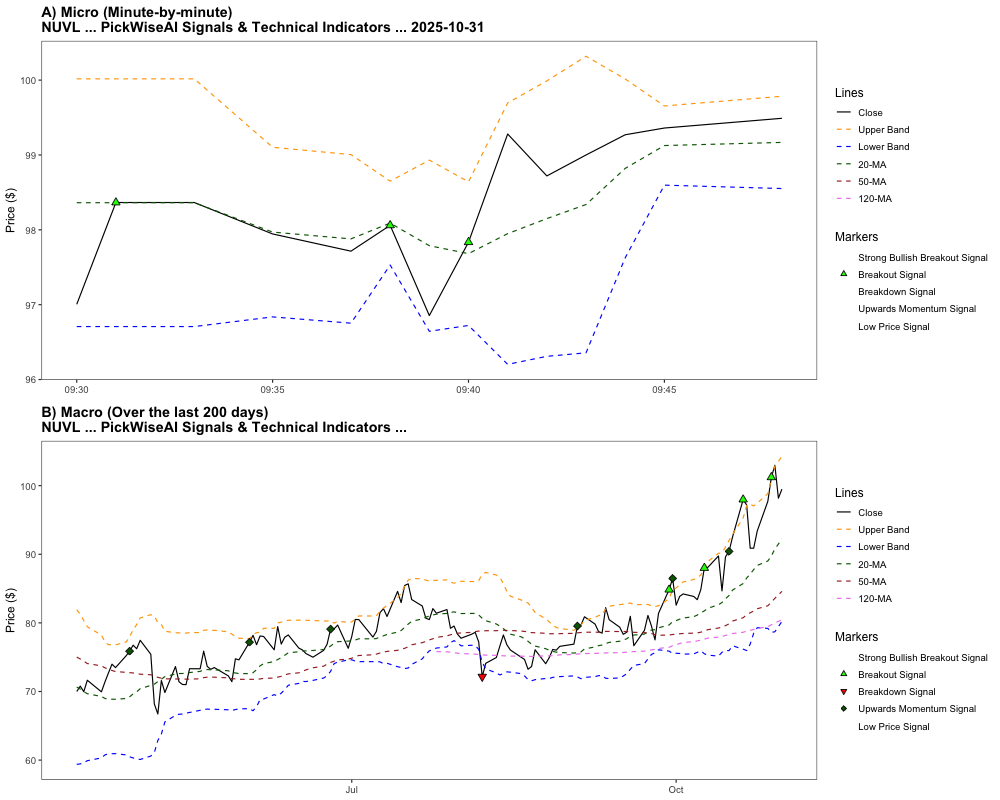 A) Micro (Minute-by-minute)
NUVL ... PickWiseAI Signals & Technical Indicators ... 2025-10-31
Price ($)
100
99
98
97
96
09:30
09:35
09:40
09:45
Lines
Close
Upper Band
Lower Band
20-MA
50-MA
120-MA
Markers
Strong Bullish Breakout Signal
Breakout Signal
Breakdown Signal
Upwards Momentum Signal
Low Price Signal
B) Macro (Over the last 200 days)
NUVL ... PickWiseAI Signals & Technical Indicators ...
Price ($)
100
90
80
70
60
Jul
Oct
Lines
Close
Upper Band
Lower Band
20-MA
50-MA
120-MA
Markers
Strong Bullish Breakout Signal
Breakout Signal
Breakdown Signal
Upwards Momentum Signal
Low Price Signal